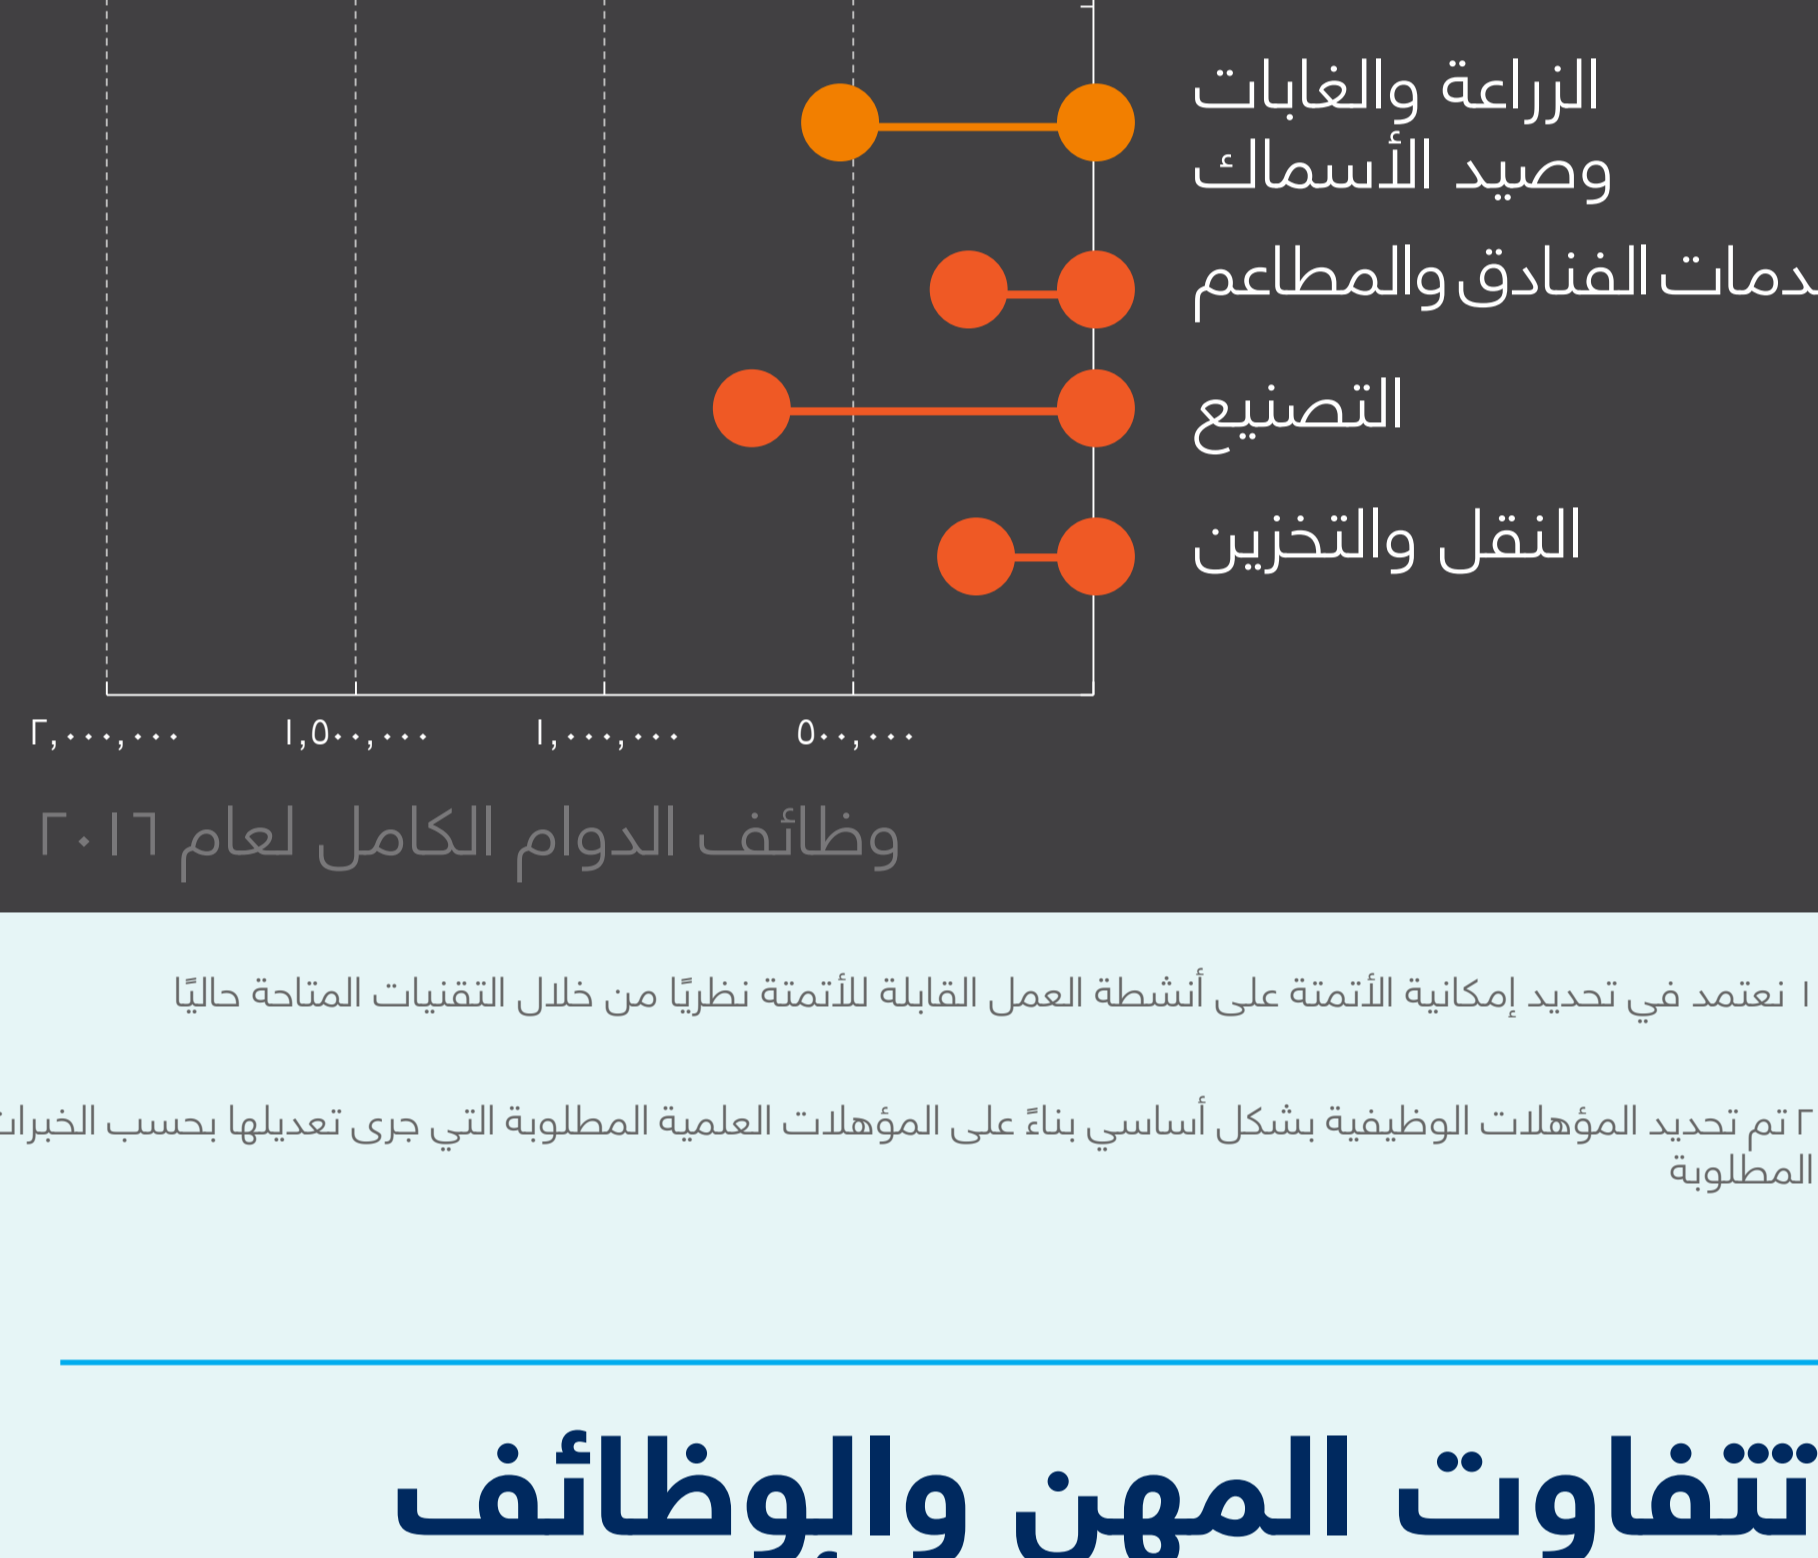 الزراعة والغابات
وصيد الأسماك
الفنادق والمطاعم
التصنيع
النقل والتخزين
٢,٠٠٠,٠٠٠ ١,٥٠٠,٠٠٠ ١,٠٠٠,٠٠٠ ٥٠٠,٠٠٠
وظائف الدوام الكامل لعام ٢٠١٦
١ نعتمد في تحديد إمكانية الأتمتة على أنشطة العمل القابلة للأتمتة نظريًا من خلال التقنيات المتاحة حاليًا
٢ تم تحديد المؤهلات الوظيفية بشكل أساسي بناءً على المؤهلات العلمية المطلوبة التي جرى تعديلها بحسب الخبرات
المطلوبة
تتفاوت المهن والوظائف